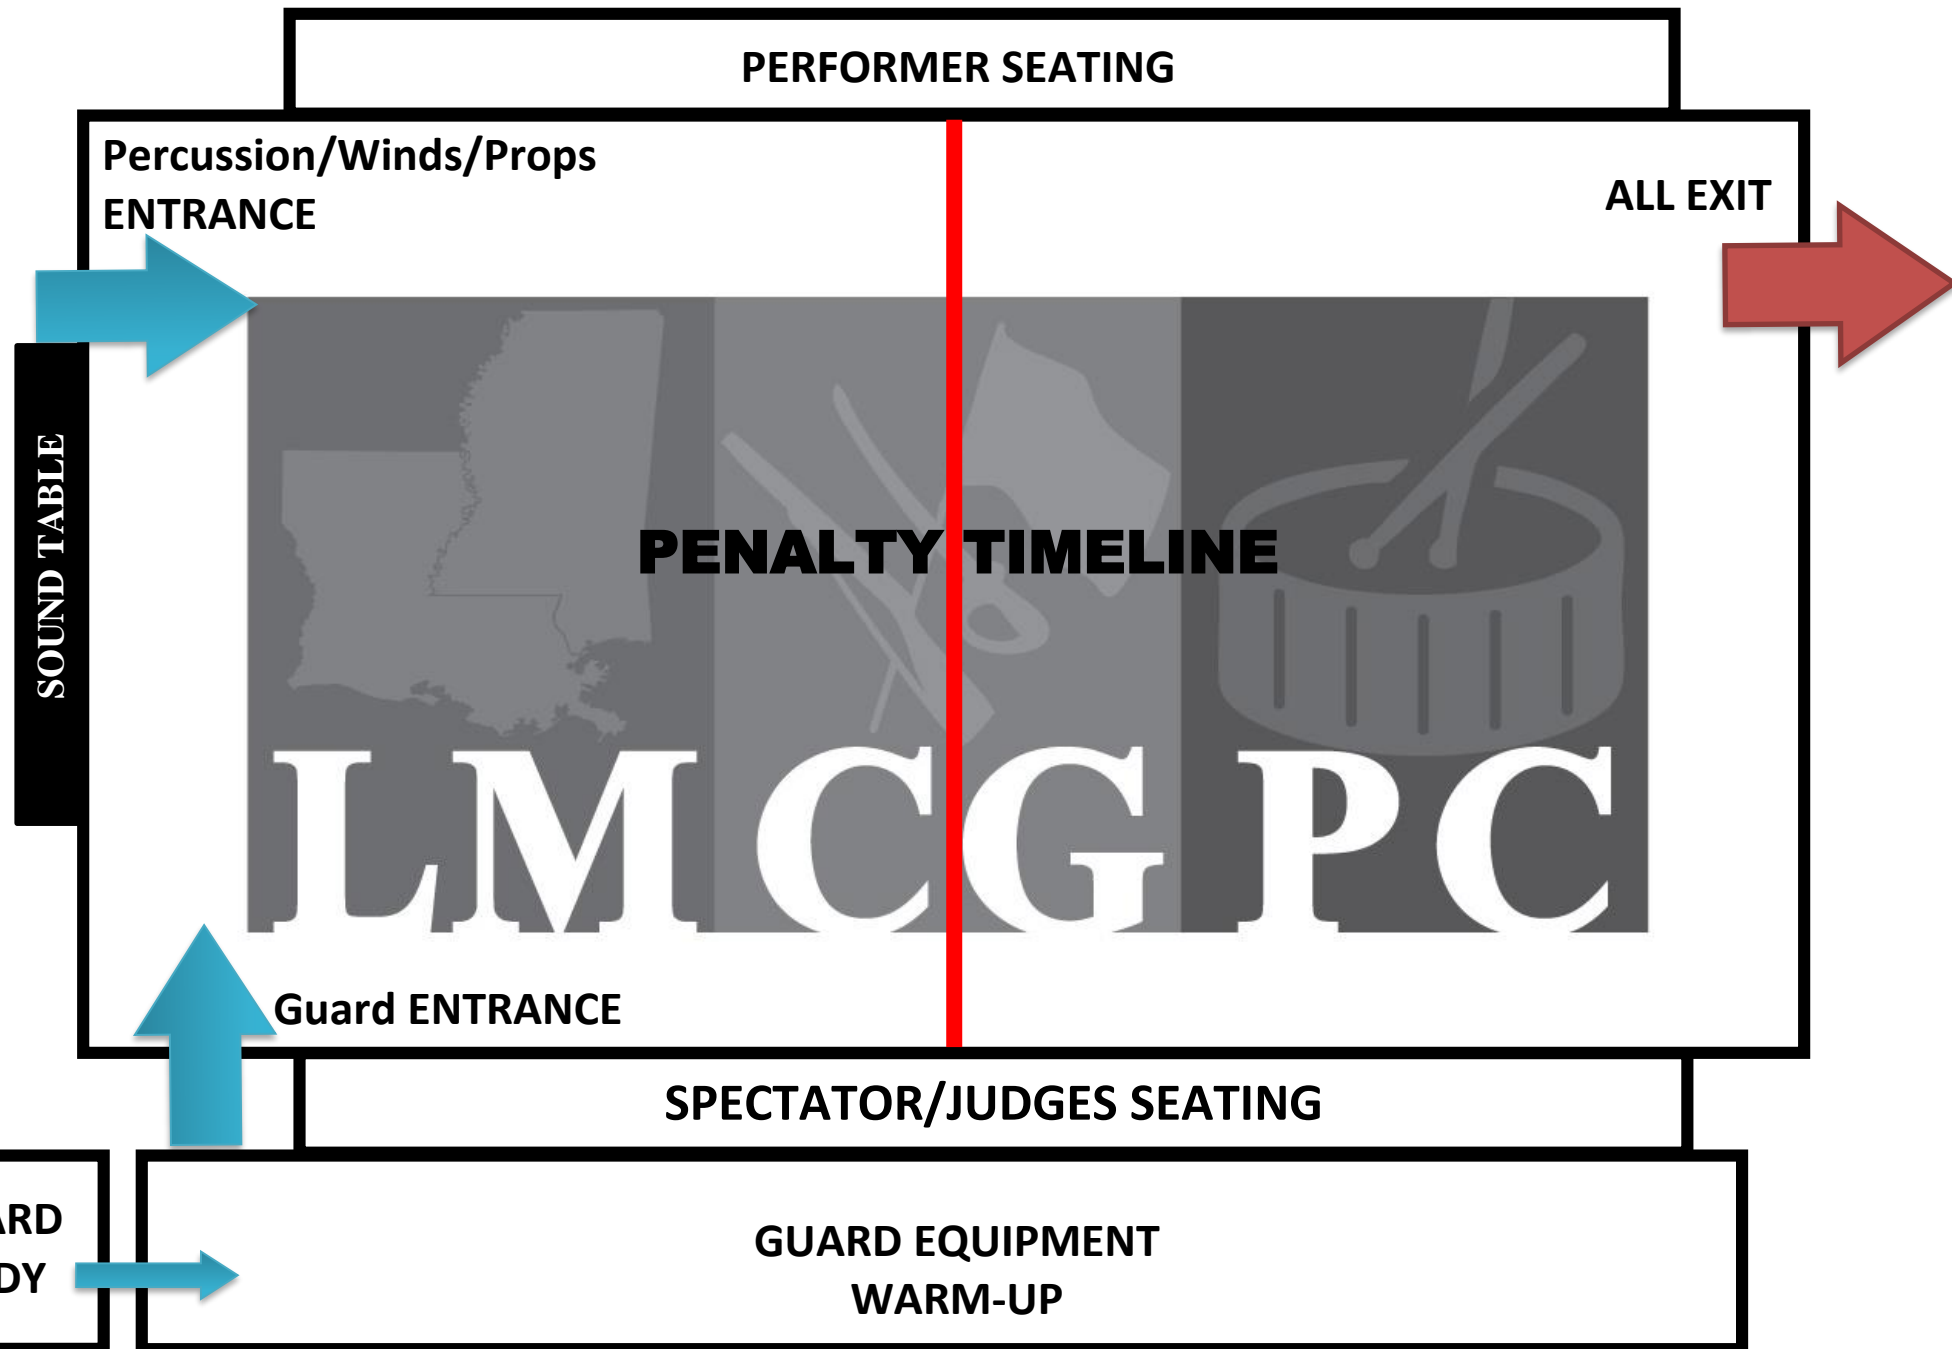 PERFORMER SEATING
Percussion/Winds/Props
ENTRANCE
ALL EXIT
SOUND TABLE
PENALTY TIMELINE
LMCGPC
Guard ENTRANCE
SPECTATOR/JUDGES SEATING
GUARD EQUIPMENT
WARM-UP